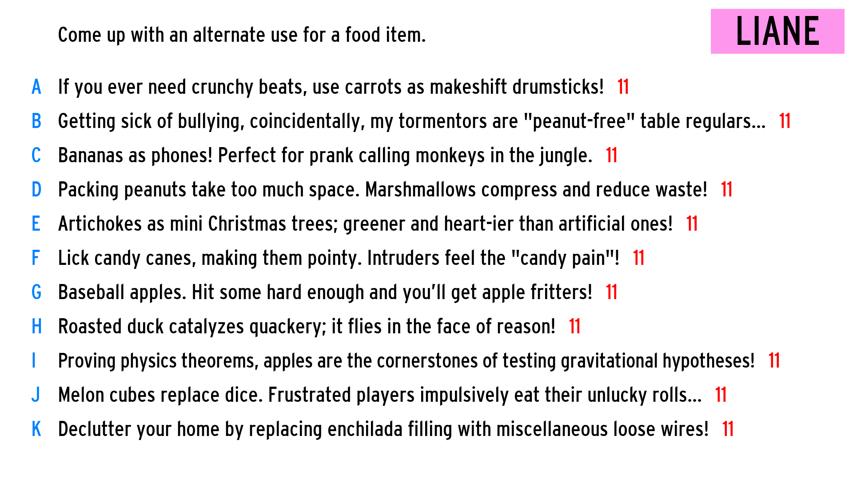 Come up with an alternate use for a food item.
LIANE
A If you ever need crunchy beats, use carrots as makeshift drumsticks! 11
B Getting sick of bullying, coincidentally, my tormentors are "peanut-free" table regulars... 11
C Bananas as phones! Perfect for prank calling monkeys in the jungle. 11
D Packing peanuts take too much space. Marshmallows compress and reduce waste! 11
E Artichokes as mini Christmas trees; greener and heart-ier than artificial ones! 11
F Lick candy canes, making them pointy. Intruders feel the "candy pain"! 11
G Baseball apples. Hit some hard enough and you'll get apple fritters! 11
H Roasted duck catalyzes quackery; it flies in the face of reason! 11
I Proving physics theorems, apples are the cornerstones of testing gravitational hypotheses! 11
J Melon cubes replace dice. Frustrated players impulsively eat their unlucky rolls... 11
K Declutter your home by replacing enchilada filling with miscellaneous loose wires! 11